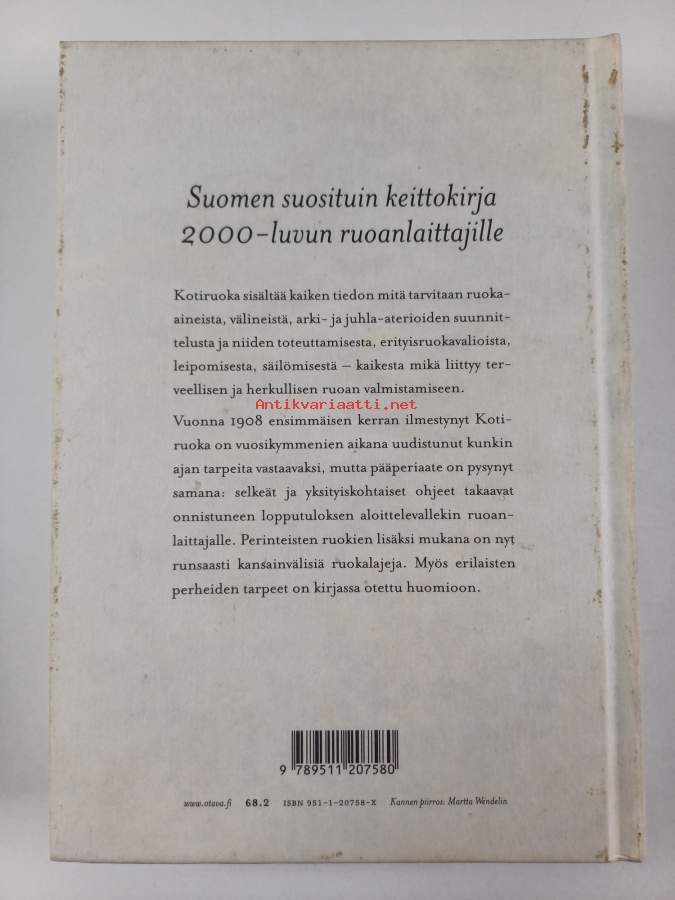 Suomen suosituin keittokirja
2000-luvun ruoanlaittajille
Kotiruoka sisältää kaiken tiedon mitä tarvitaan ruoka-
aineista, välineistä, arki- ja juhla-aterioiden suunnit-
telusta ja niiden toteuttamisesta, erityisruokavalioista,
leipomisesta, säilömisestä – kaikesta mikä liittyy ter-
veellisen ja herkullisen ruoan valmistamiseen.
Antikvariaatti.net
Vuonna 1908 ensimmäisen kerran ilmestynyt Koti-
ruoka on vuosikymmenien aikana uudistunut kunkin
ajan tarpeita vastaavaksi, mutta pääperiaate on pysynyt
samana: selkeät ja yksityiskohtaiset ohjeet takaavat
onnistuneen lopputuloksen aloittelevallekin ruoan-
laittajalle. Perinteisten ruokien lisäksi mukana on nyt
runsaasti kansainvälisiä ruokalajeja. Myös erilaisten
perheiden tarpeet on kirjassa otettu huomioon.
9 789511 207580
www.otava.fi 68.2 ISBN 951-1-20758-X Kannen piirros: Martta Wendelin